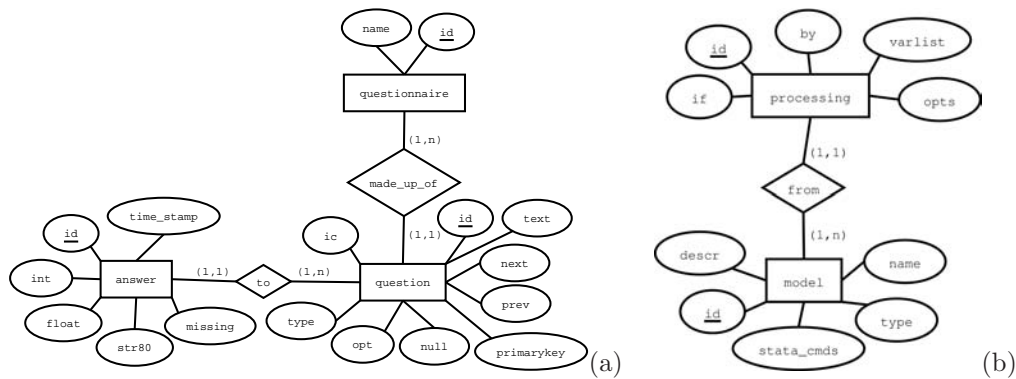 name
id
questionnaire
(1,n)
made_up_of
(1,1)
id
text
ic
next
time_stamp
id
int
answer
(1,1)
to
(1,n)
question
prev
float
missing
type
str80
opt
null
primarykey
(a)
id
by
varlist
if
processing
opts
(1,1)
from
(1,n)
descr
name
model
id
type
stata_cmds
(b)